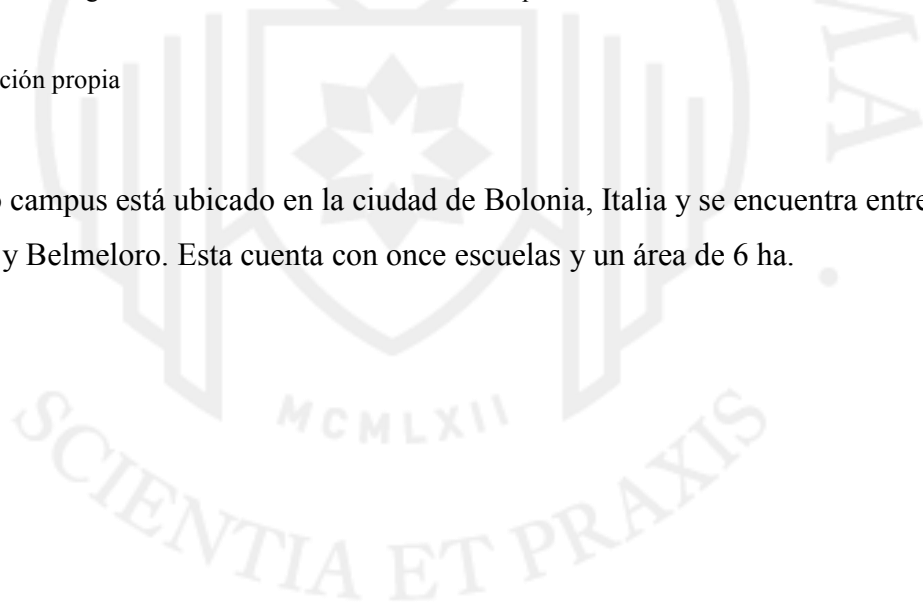 ción propia
campus está ubicado en la ciudad de Bolonia, Italia y se encuentra entre
y Belmeloro. Esta cuenta con once escuelas y un área de 6 ha.
MCMLXII
SCIENTIA ET PRAXIS